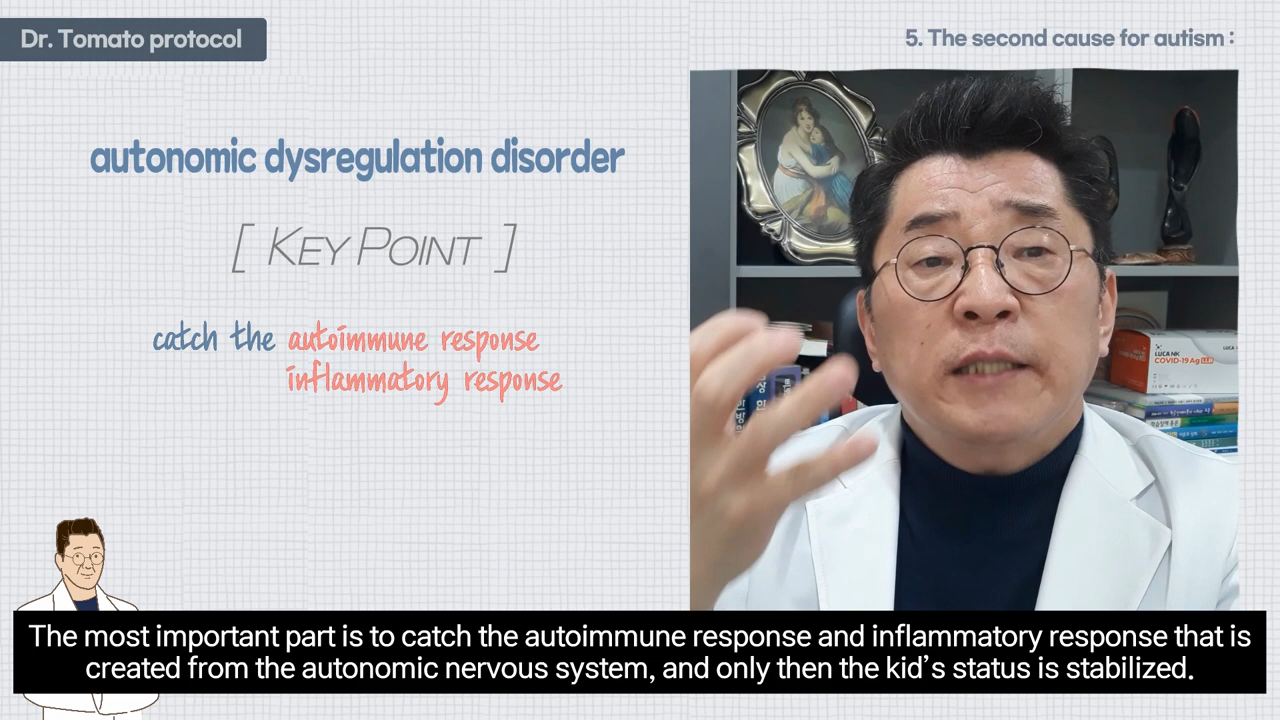 Dr. Tomato protocol
5. The second cause for autism :
autonomic dysregulation disorder
[ KEY POINT ]
catch the autoimmune response
inflammatory response
LUCA NK
COVID-19 Ag
The most important part is to catch the autoimmune response and inflammatory response that is
created from the autonomic nervous system, and only then the kid's status is stabilized.